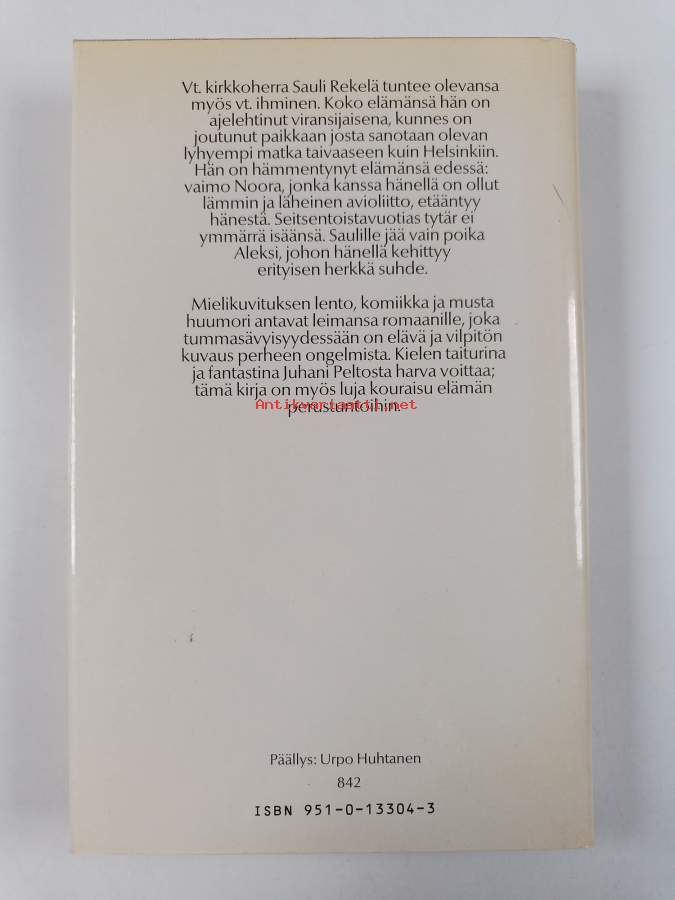 Vt. kirkkoherra Sauli Rekelä tuntee olevansa
myös vt. ihminen. Koko elämänsä hän on
ajelehtinut viransijaisena, kunnes on
joutunut paikkaan josta sanotaan olevan
lyhyempi matka taivaaseen kuin Helsinkiin.
Hän on hämmentynyt elämänsä edessä:
vaimo Noora, jonka kanssa hänellä on ollut
lämmin ja läheinen avioliitto, etääntyy
hänestä. Seitsentoistavuotias tytär ei
ymmärrä isäänsä. Saulille jää vain poika
Aleksi, johon hänellä kehittyy
erityisen herkkä suhde.
Mielikuvituksen lento, komiikka ja musta
huumori antavat leimansa romaanille, joka
tummasävyisyydessään on elävä ja vilpitön
kuvaus perheen ongelmista. Kielen taiturina
ja fantastina Juhani Peltosta harva voittaa;
tämä kirja on myös luja kouraisu elämän
Antikvariaatti.net
perustuntoihin.
Päällys: Urpo Huhtanen
842
ISBN 951-0-13304-3